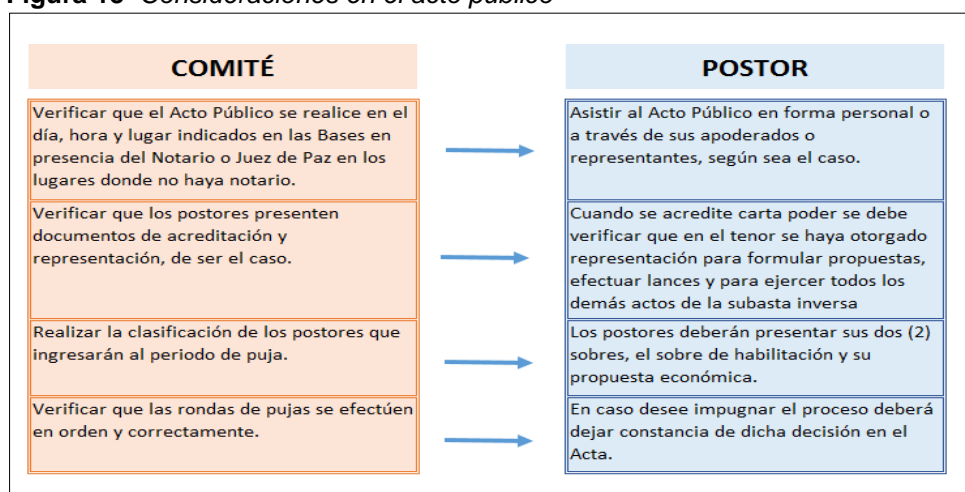 Figura 16 Consideraciones en el acto público
COMITÉ
Verificar que el Acto Público se realice en el
día, hora y lugar indicados en las Bases en
presencia del Notario o Juez de Paz en los
lugares donde no haya notario.
Verificar que los postores presenten
documentos de acreditación y
representación, de ser el caso.
Realizar la clasificación de los postores que
ingresarán al periodo de puja.
Verificar que las rondas de pujas se efectúen
en orden y correctamente.
POSTOR
Asistir al Acto Público en forma personal o
a través de sus apoderados o
representantes, según sea el caso.
Cuando se acredite carta poder se debe
verificar que en el tenor se haya otorgado
representación para formular propuestas,
efectuar lances y para ejercer todos los
demás actos de la subasta inversa
Los postores deberán presentar sus dos (2)
sobres, el sobre de habilitación y su
propuesta económica.
En caso desee impugnar el proceso deberá
dejar constancia de dicha decisión en el
Acta.